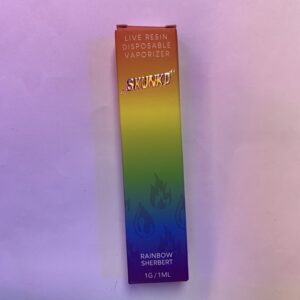 LIVE RESIN
DISPOSABLE
VAPORIZER
SKUNK'D
RAINBOW
SHERBERT
1G / 1ML